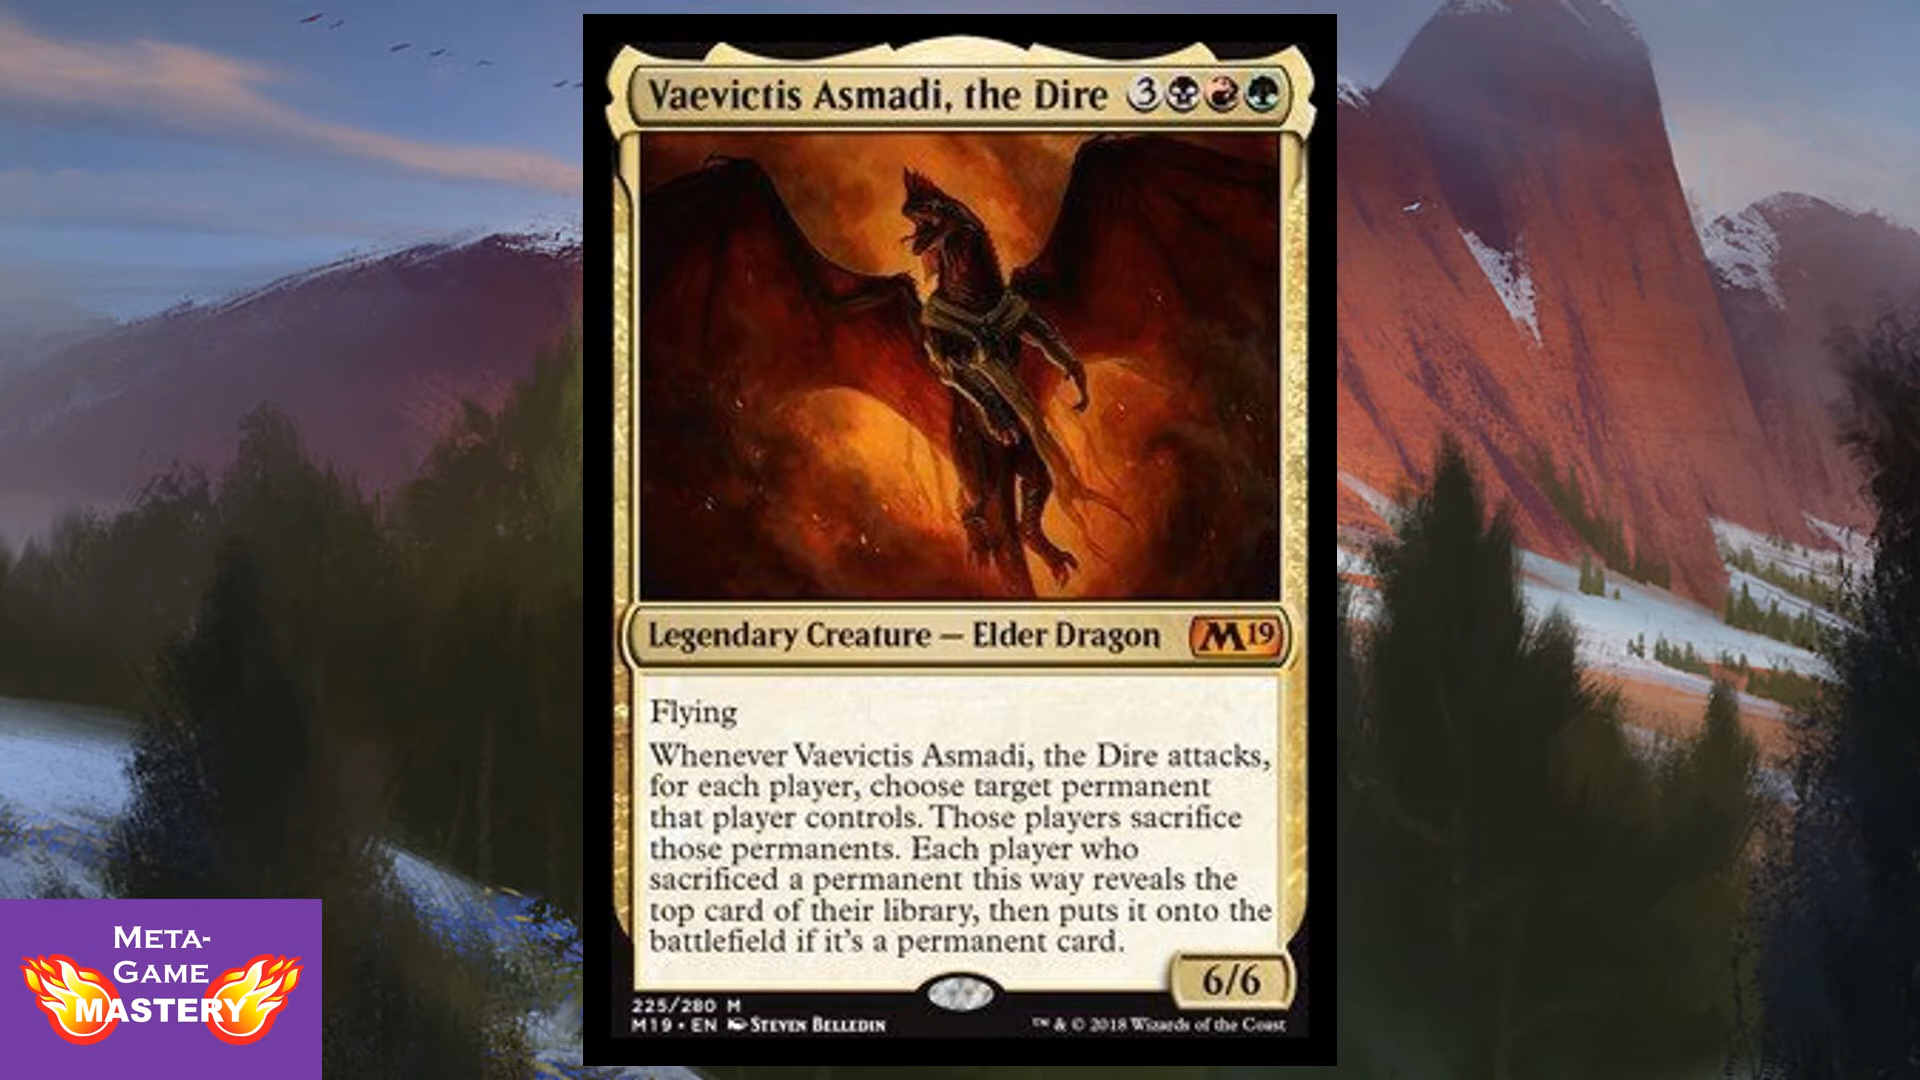 Vaevictis Asmadi, the Dire 3
Legendary Creature — Elder Dragon M19
Flying
Whenever Vaevictis Asmadi, the Dire attacks,
for each player, choose target permanent
that player controls. Those players sacrifice
those permanents. Each player who
sacrificed a permanent this way reveals the
top card of their library, then puts it onto the
battlefield if it's a permanent card.
6/6
225/280 M
M19 • EN Steven Belledin
™ & © 2018 Wizards of the Coast
META-
GAME
MASTERY